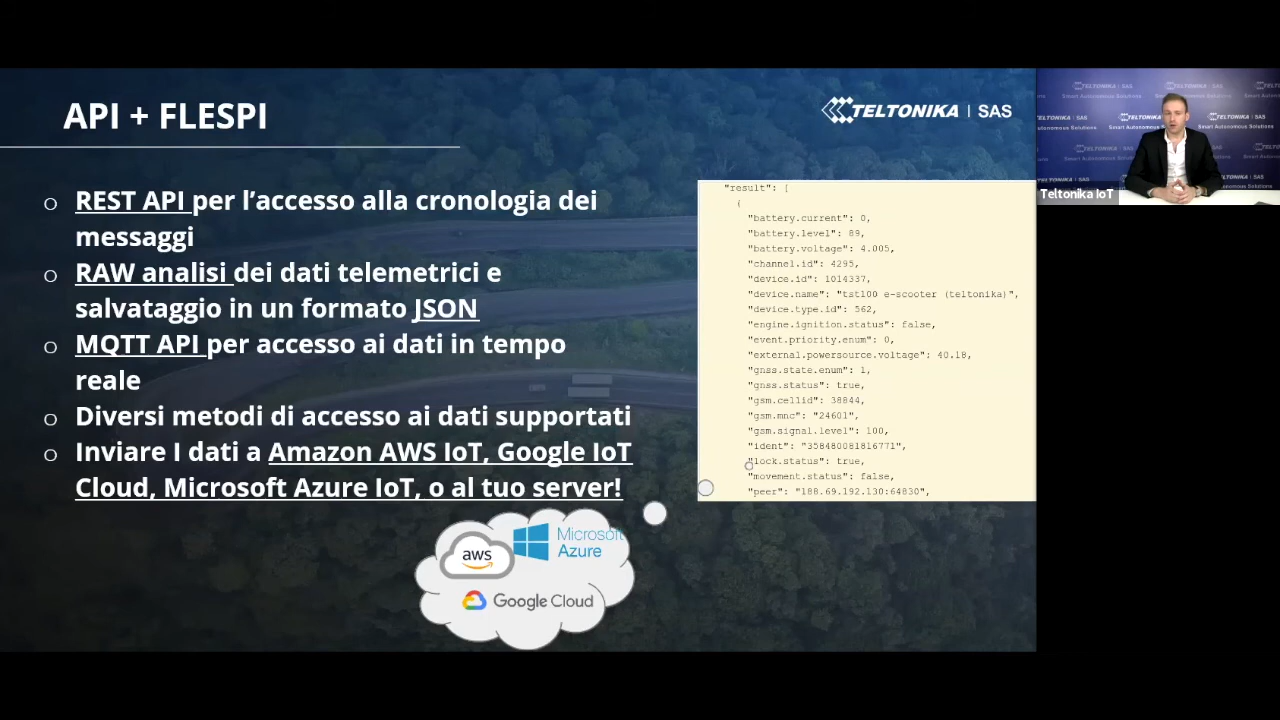 API + FLESPI
TELTONIKA | SAS
REST API per l’accesso alla cronologia dei
messaggi
RAW analisi dei dati telemetrici e
salvataggio in un formato JSON
MQTT API per accesso ai dati in tempo
reale
Diversi metodi di accesso ai dati supportati
Inviare I dati a Amazon AWS IoT, Google IoT
Cloud, Microsoft Azure IoT, o al tuo server!
"result": [
{
"battery.current": 0,
"battery.level": 89,
"battery.voltage": 4.005,
"channel.id": 4295,
"device.id": 1014337,
"device.name": "tst100 e-scooter (teltonika)",
"device.type.id": 562,
"engine.ignition.status": false,
"event.priority.enum": 0,
"external.powersource.voltage": 40.18,
"gnss.state.enum": 1,
"gnss.status": true,
"gsm.cellid": 38844,
"gsm.mnc": "24601",
"gsm.signal.level": 100,
"ident": "358480081816771",
"lock.status": true,
"movement.status": false,
"peer": "188.69.192.130:64830",
aws
Microsoft
Azure
Google Cloud
TELTONIKA | SAS
Smart Autonomous Solutions
Teltonika IoT